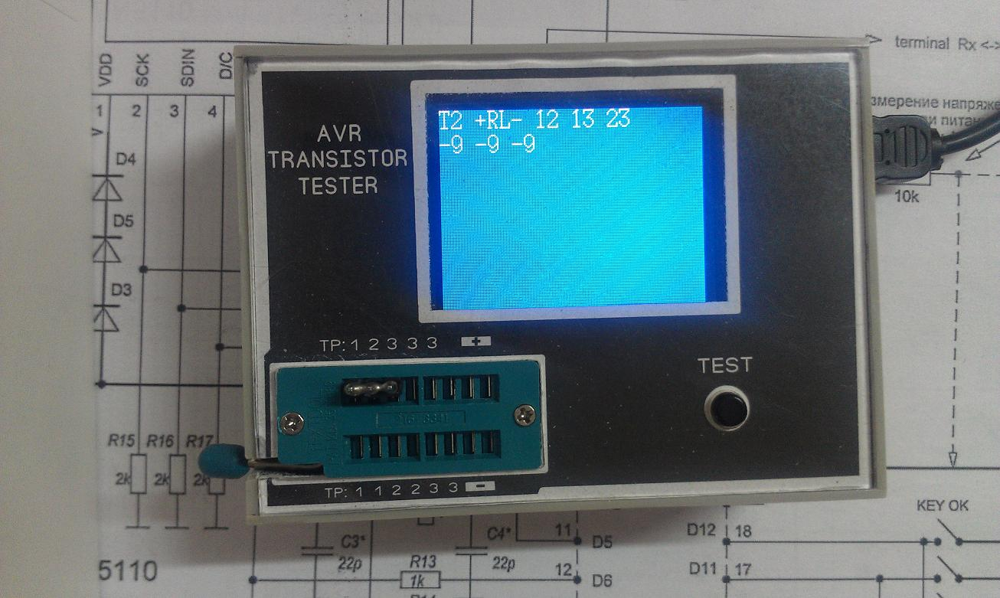 terminal Rx <->
VDD
SCK
SDIN
D/C
1 2 3 4
змерение напряже
и питан
D4
D5
D3
10k
AVR
TRANSISTOR
TESTER
T2 +RL- 12 13 23
-9 -9 -9
TP: 1 2 3 3 3 +
TEST
TP: 1 1 2 2 3 3 -
R15 R16 R17
2k 2k 2k
KEY OK
5110
C3*
22p
R13
1k
C4*
22p
11 D5
12 D6
D12 18
D11 17